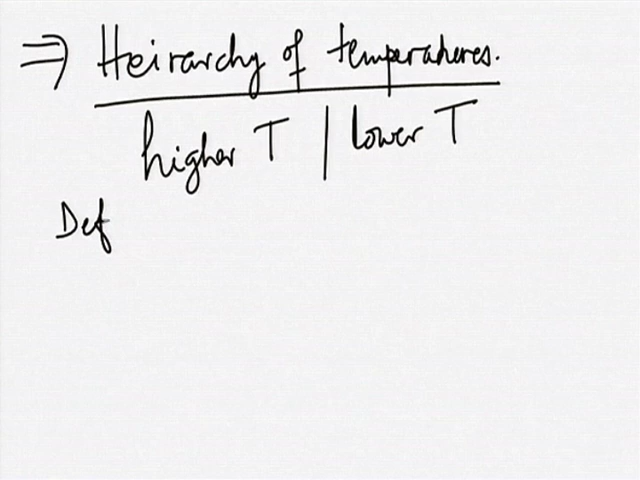 ⇒ Heirarchy of temperatures.
higher T | lower T
Def